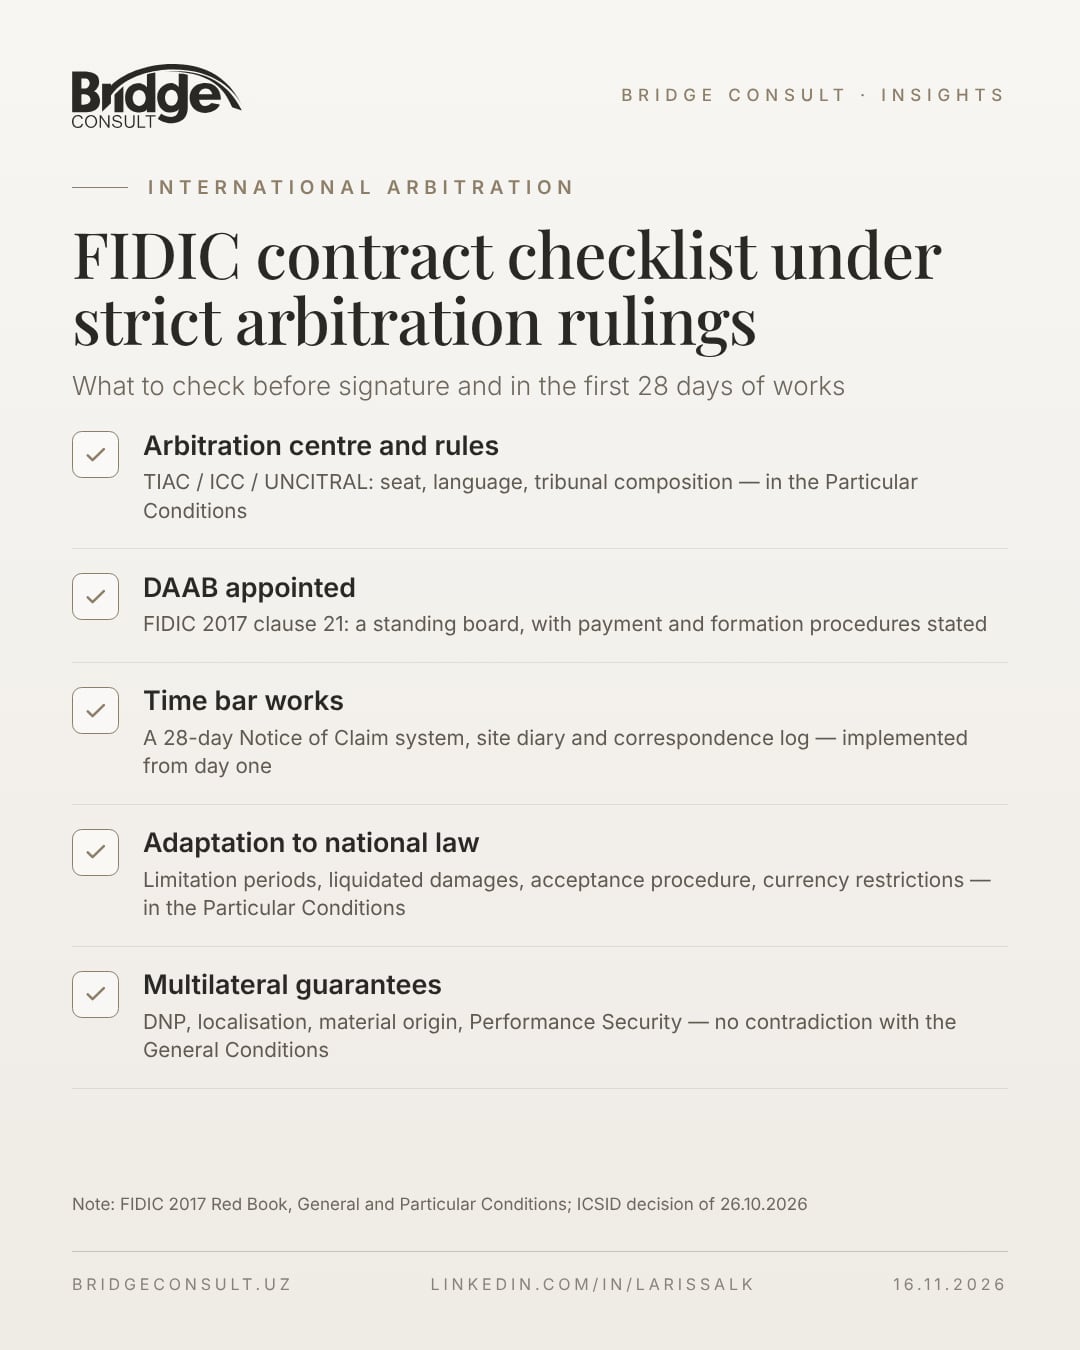 Bridge
CONSULT
BRIDGE CONSULT · INSIGHTS
INTERNATIONAL ARBITRATION
FIDIC contract checklist under
strict arbitration rulings
What to check before signature and in the first 28 days of works
Arbitration centre and rules
TIAC / ICC / UNCITRAL: seat, language, tribunal composition — in the Particular
Conditions
DAAB appointed
FIDIC 2017 clause 21: a standing board, with payment and formation procedures stated
Time bar works
A 28-day Notice of Claim system, site diary and correspondence log — implemented
from day one
Adaptation to national law
Limitation periods, liquidated damages, acceptance procedure, currency restrictions —
in the Particular Conditions
Multilateral guarantees
DNP, localisation, material origin, Performance Security — no contradiction with the
General Conditions
Note: FIDIC 2017 Red Book, General and Particular Conditions; ICSID decision of 26.10.2026
BRIDGECONSULT.UZ
LINKEDIN.COM/IN/LARISSALK
16.11.2026